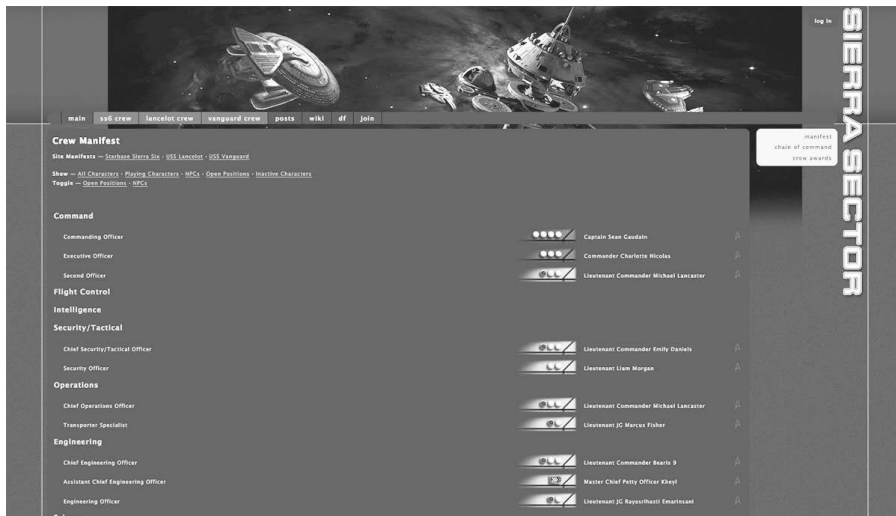 log in
SIERRA SECTOR
main ss6 crew lancelot crew vanguard crew posts wiki df join
manifest
chain of command
crew awards
Crew Manifest
Site Manifests — Starbase Sierra Six · USS Lancelot · USS Vanguard
Show — All Characters · Playing Characters · NPCs · Open Positions · Inactive Characters
Toggle — Open Positions · NPCs
Command
Commanding Officer Captain Sean Gaudain
Executive Officer Commander Charlotte Nicolas
Second Officer Lieutenant Commander Michael Lancaster
Flight Control
Intelligence
Security/Tactical
Chief Security/Tactical Officer Lieutenant Commander Emily Daniels
Security Officer Lieutenant Liam Morgan
Operations
Chief Operations Officer Lieutenant Commander Michael Lancaster
Transporter Specialist Lieutenant JG Marcus Fisher
Engineering
Chief Engineering Officer Lieutenant Commander Bearis 9
Assistant Chief Engineering Officer Master Chief Petty Officer Kheyl
Engineering Officer Lieutenant JG Rayasrihasti Emarinsani